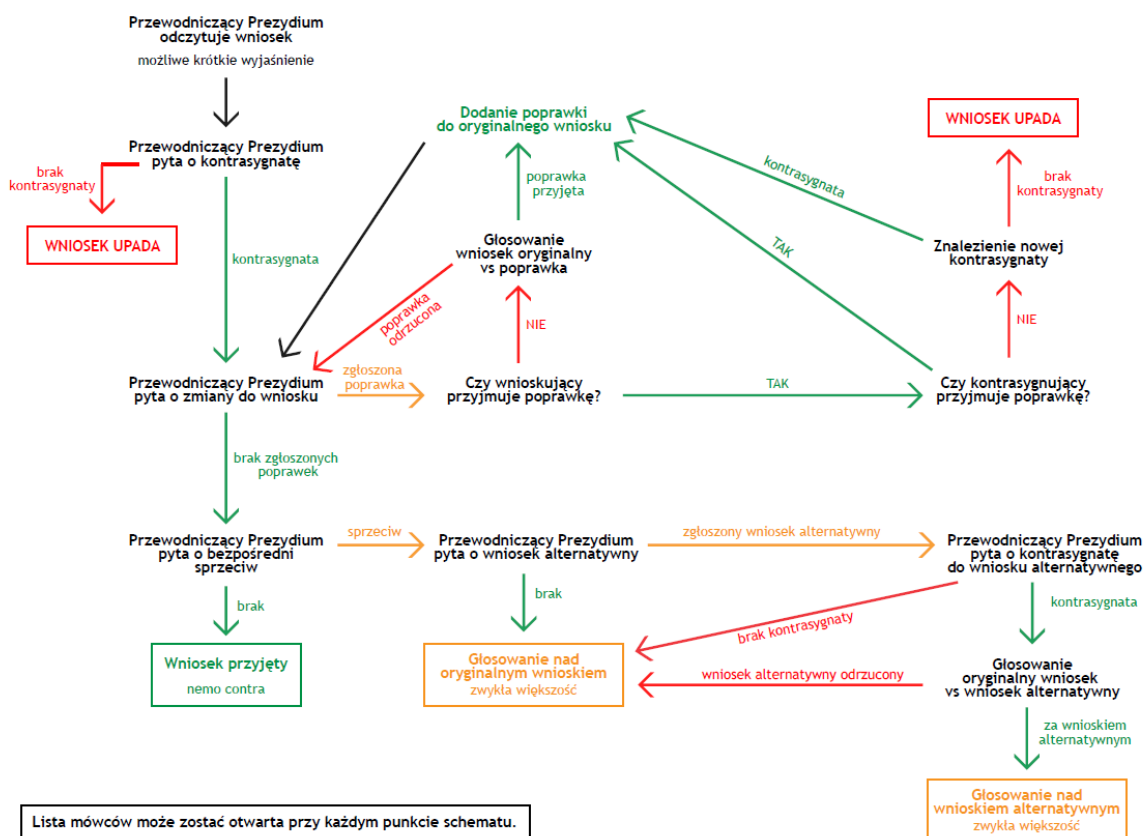 Przewodniczący Prezydium
odczytuje wniosek
możliwe krótkie wyjaśnienie
Przewodniczący Prezydium
pyta o kontrasygnatę
brak
kontrasygnaty
WNIOSEK UPADA
kontrasygnata
Dodanie poprawki
do oryginalnego wniosku
poprawka
przyjęta
Głosowanie
wniosek oryginalny
vs poprawka
poprawka
odrzucona
NIE
kontrasygnata
TAK
WNIOSEK UPADA
brak
kontrasygnaty
Znalezienie nowej
kontrasygnaty
NIE
Przewodniczący Prezydium
pyta o zmiany do wniosku
zgłoszona
poprawka
Czy wnioskujący
przyjmuje poprawkę?
TAK
Czy kontrasygnujący
przyjmuje poprawkę?
brak zgłoszonych
poprawek
Przewodniczący Prezydium
pyta o bezpośredni
sprzeciw
sprzeciw
Przewodniczący Prezydium
pyta o wniosek alternatywny
zgłoszony wniosek alternatywny
Przewodniczący Prezydium
pyta o kontrasygnatę
do wniosku alternatywnego
brak
brak
brak kontrasygnaty
kontrasygnata
Wniosek przyjęty
nemo contra
Głosowanie nad
oryginalnym wnioskiem
zwykła większość
wniosek alternatywny odrzucony
Głosowanie
oryginalny wniosek
vs wniosek alternatywny
za wnioskiem
alternatywnym
Głosowanie nad
wnioskiem alternatywnym
zwykła większość
Lista mówców może zostać otwarta przy każdym punkcie schematu.